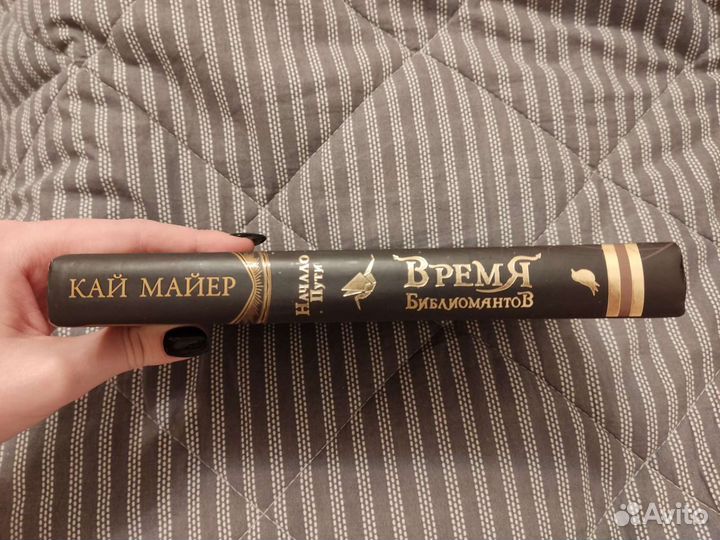 КАЙ МАЙЕР
НАЧАЛО
ПУТИ
ВРЕМЯ
БИБЛИОМАНТОВ
Avito